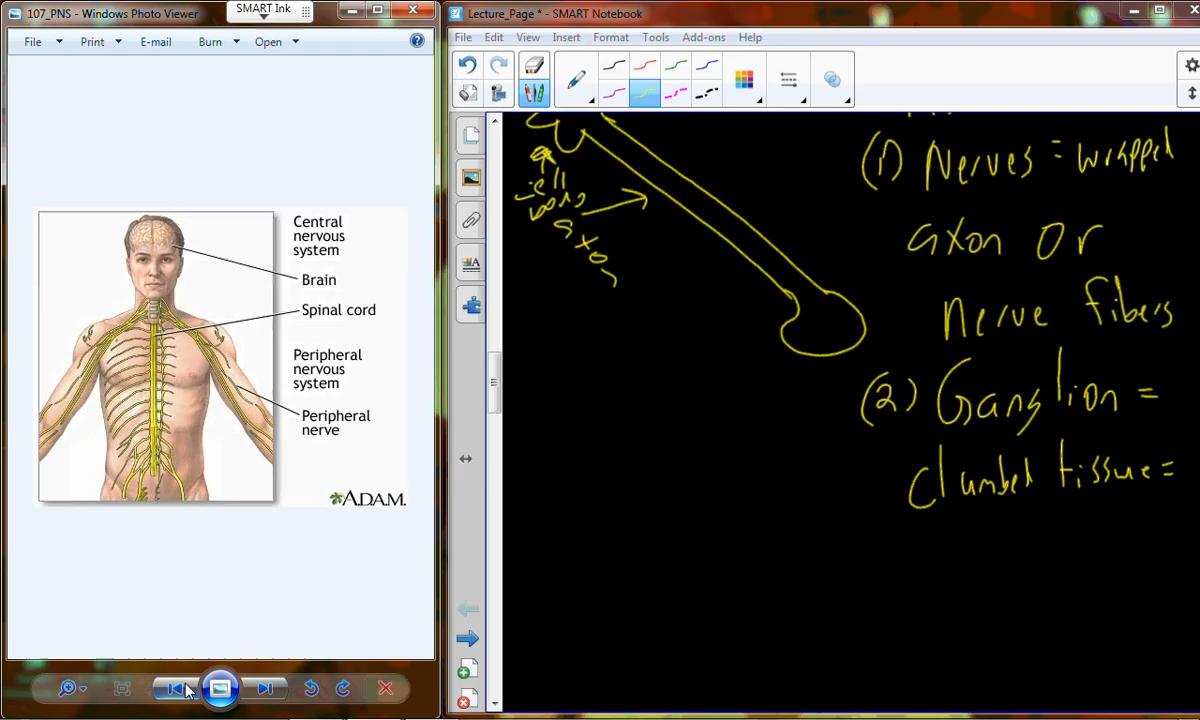 107_PNS - Windows Photo Viewer
SMART Ink
File Print E-mail Burn Open
Central
nervous
system
Brain
Spinal cord
Peripheral
nervous
system
Peripheral
nerve
A.D.A.M.
Lecture_Page * - SMART Notebook
File Edit View Insert Format Tools Add-ons Help
cell
body
axon
(1) Nerves = wrapped
axon or
nerve fibers
(2) Ganglion =
Clumbed tissue =